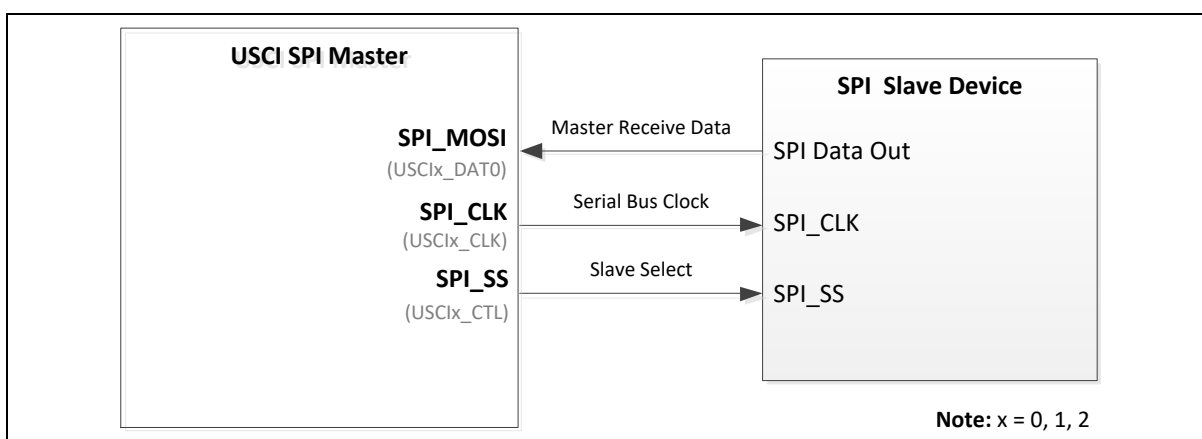 USCI SPI Master
SPI Slave Device
SPI_MOSI
(USCIx_DAT0)
Master Receive Data
SPI Data Out
SPI_CLK
(USCIx_CLK)
Serial Bus Clock
SPI_CLK
SPI_SS
(USCIx_CTL)
Slave Select
SPI_SS
Note: x = 0, 1, 2